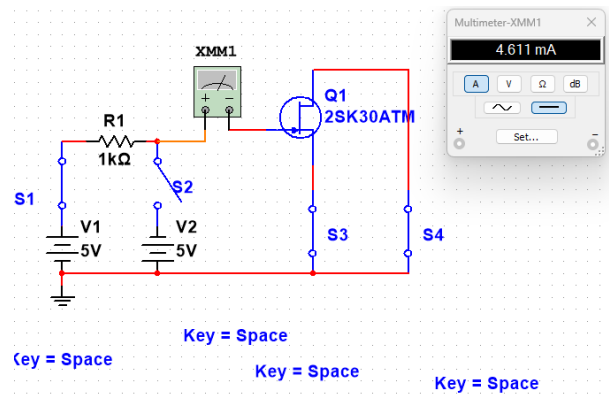 Multimeter-XMM1
4.611 mA
A V Ω dB
+ Set... -
XMM1
+ -
Q1
2SK30ATM
R1
1kΩ
S1
S2
V1
5V
V2
5V
S3
S4
Key = Space
Key = Space
Key = Space
Key = Space